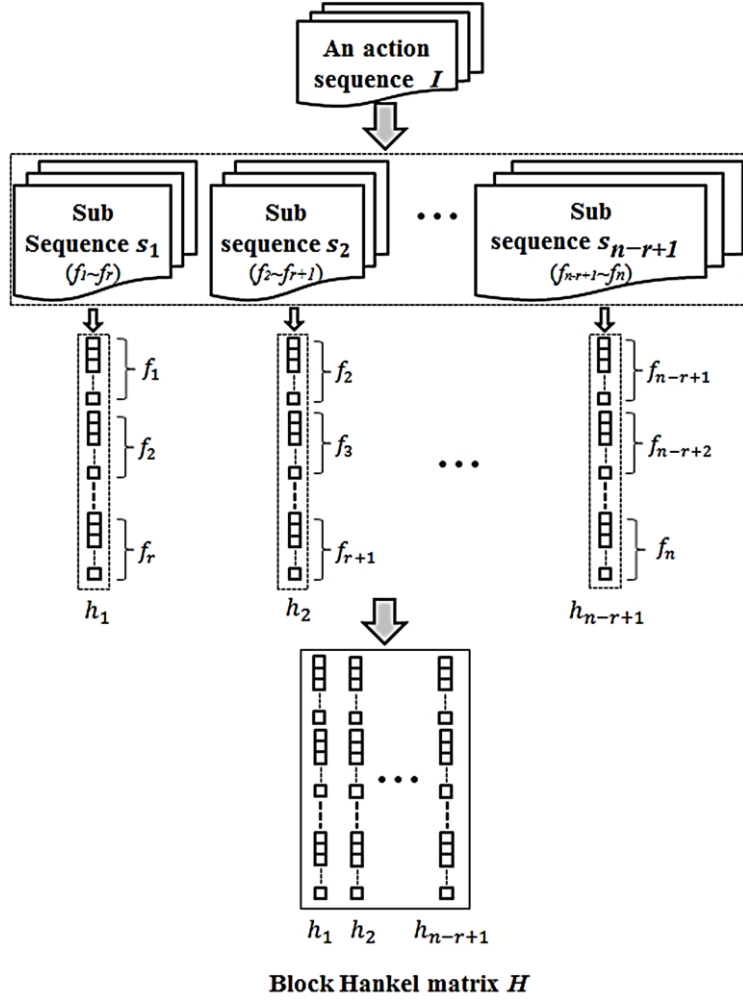 An action
sequence I
Sub
Sequence s₁
(f₁~fᵣ)
Sub
sequence s₂
(f₂~fᵣ₊₁)
• • •
Sub
sequence sₙ₋ᵣ₊₁
(fₙ₋ᵣ₊₁~fₙ)
f₁
f₂
fₙ₋ᵣ₊₁
f₂
f₃
fₙ₋ᵣ₊₂
• • •
fᵣ
fᵣ₊₁
fₙ
h₁
h₂
hₙ₋ᵣ₊₁
• • •
h₁ h₂ hₙ₋ᵣ₊₁
Block Hankel matrix H